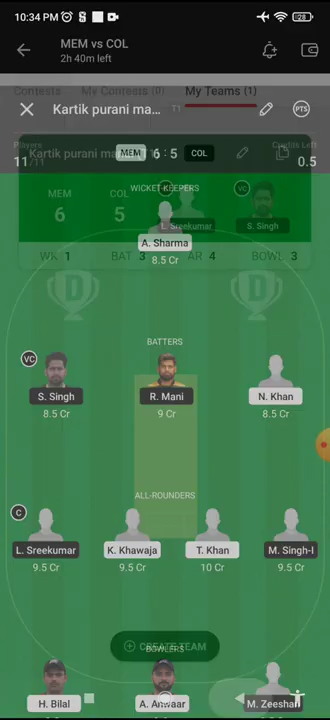 10:34 PM
28
MEM vs COL
2h 40m left
Contests My Contests (0) My Teams (1)
Kartik purani ma... T1 PTS
Players Credits Left
11/11 Kartik purani ma MEM 6 : 5 COL 0.5
WICKET-KEEPERS
MEM COL VC
6 5 L. Sreekumar S. Singh
A. Sharma
WK 1 BAT 3 AR 4 BOWL 3
8.5 Cr
D D
BATTERS
VC
S. Singh R. Mani N. Khan
8.5 Cr 9 Cr 8.5 Cr
ALL-ROUNDERS
C
L. Sreekumar K. Khawaja T. Khan M. Singh-I
9.5 Cr 9.5 Cr 10 Cr 9.5 Cr
CREATE TEAM
BOWLERS
H. Bilal A. Anwaar M. Zeeshan